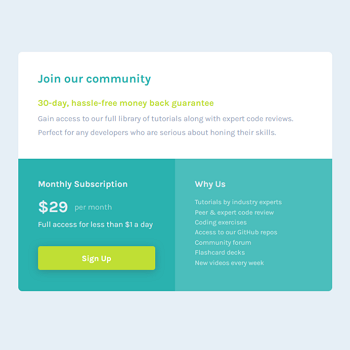 Join our community
30-day, hassle-free money back guarantee
Gain access to our full library of tutorials along with expert code reviews.
Perfect for any developers who are serious about honing their skills.
Monthly Subscription
$29 per month
Full access for less than $1 a day
Sign Up
Why Us
Tutorials by industry experts
Peer & expert code review
Coding exercises
Access to our GitHub repos
Community forum
Flashcard decks
New videos every week